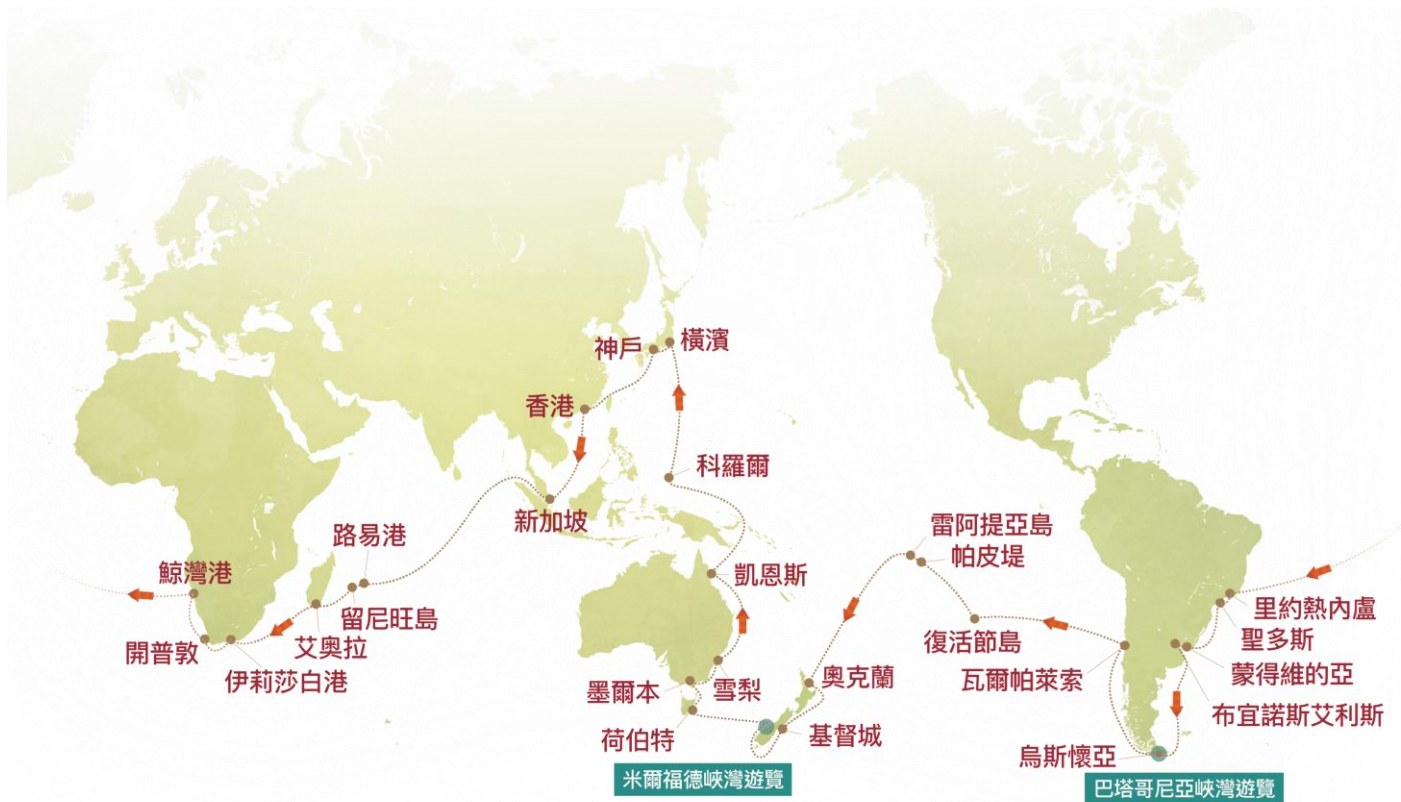 神戶
橫濱
香港
科羅爾
新加坡
路易港
雷阿提亞島
帕皮堤
鯨灣港
凱恩斯
留尼旺島
里約熱內盧
開普敦
艾奧拉
復活節島
聖多斯
伊莉莎白港
瓦爾帕萊索
蒙得維的亞
墨爾本
雪梨
奧克蘭
布宜諾斯艾利斯
荷伯特
基督城
烏斯懷亞
米爾福德峽灣遊覽
巴塔哥尼亞峽灣遊覽